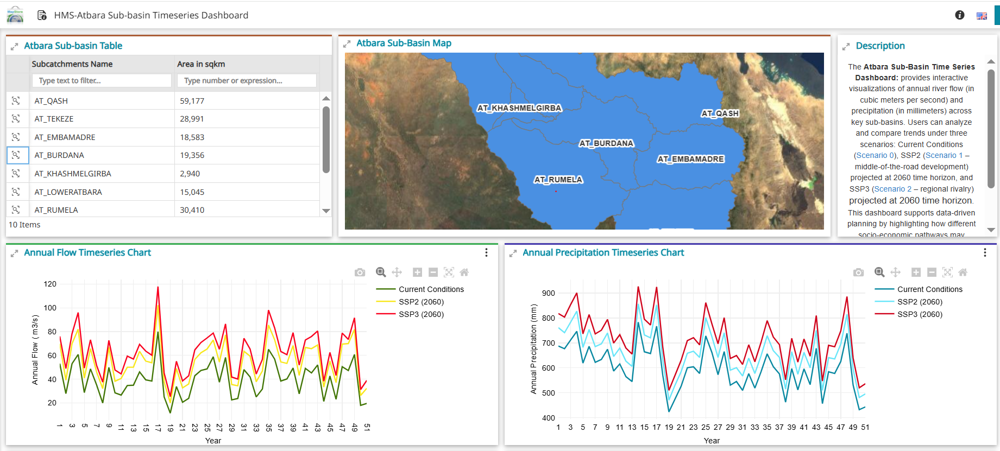 MapStore
HMS-Atbara Sub-basin Timeseries Dashboard
Atbara Sub-basin Table
Subcatchments Name
Area in sqkm
Type text to filter...
Type number or expression...
AT_QASH 59,177
AT_TEKEZE 28,991
AT_EMBAMADRE 18,583
AT_BURDANA 19,356
AT_KHASHMELGIRBA 2,940
AT_LOWERATBARA 15,045
AT_RUMELA 30,410
10 Items
Atbara Sub-Basin Map
AT_KHASHMELGIRBA
AT_QASH
AT_BURDANA
AT_EMBAMADRE
AT_RUMELA
Description
The Atbara Sub-Basin Time Series
Dashboard: provides interactive
visualizations of annual river flow (in
cubic meters per second) and
precipitation (in millimeters) across
key sub-basins. Users can analyze
and compare trends under three
scenarios: Current Conditions
(Scenario 0), SSP2 (Scenario 1 –
middle-of-the-road development)
projected at 2060 time horizon, and
SSP3 (Scenario 2 – regional rivalry)
projected at 2060 time horizon.
This dashboard supports data-driven
planning by highlighting how different
socio-economic pathways may
Annual Flow Timeseries Chart
120
100
80
60
40
20
Annual Flow ( m3/s)
1 3 5 7 9 11 13 15 17 19 21 23 25 27 29 31 33 35 37 39 41 43 45 47 49 51
Year
Current Conditions
SSP2 (2060)
SSP3 (2060)
Annual Precipitation Timeseries Chart
900
800
700
600
500
400
Annual Precipitation (mm)
1 3 5 7 9 11 13 15 17 19 21 23 25 27 29 31 33 35 37 39 41 43 45 47 49 51
Year
Current Conditions
SSP2 (2060)
SSP3 (2060)